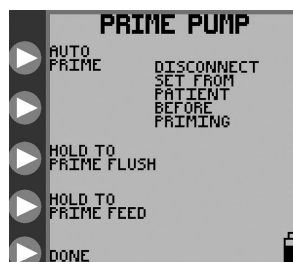 PRIME PUMP
AUTO
PRIME
DISCONNECT
SET FROM
PATIENT
BEFORE
PRIMING
HOLD TO
PRIME FLUSH
HOLD TO
PRIME FEED
DONE